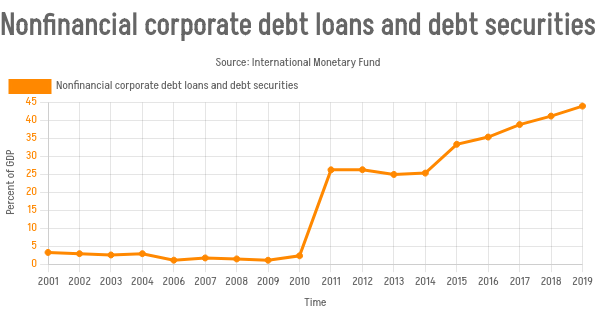 Nonfinancial corporate debt loans and debt securities
Source: International Monetary Fund
Nonfinancial corporate debt loans and debt securities
45
40
35
30
25
20
15
10
5
0
Percent of GDP
2001 2002 2003 2004 2006 2007 2008 2009 2010 2011 2012 2013 2014 2015 2016 2017 2018 2019
Time